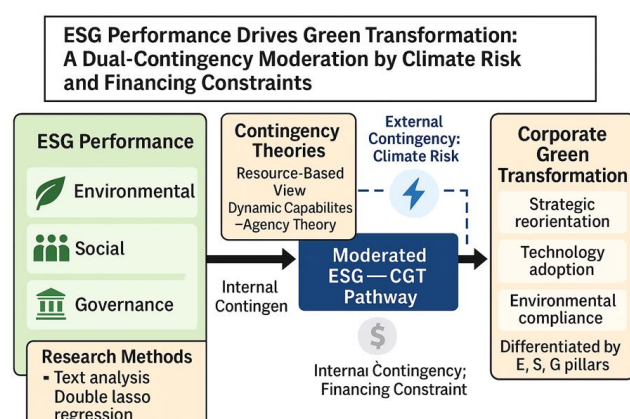 ESG Performance Drives Green Transformation:
A Dual-Contingency Moderation by Climate Risk
and Financing Constraints
ESG Performance
Environmental
Social
Governance
Research Methods
- Text analysis
Double lasso
regression
Contingency
Theories
Resource-Based
View
Dynamic Capabilites
–Agency Theory
Internal
Contingen
External
Contingency:
Climate Risk
Moderated
ESG — CGT
Pathway
$
Internal Contingency;
Financing Constraint
Corporate
Green
Transformation
Strategic
reorientation
Technology
adoption
Environmental
compliance
Differentiated by
E, S, G pillars